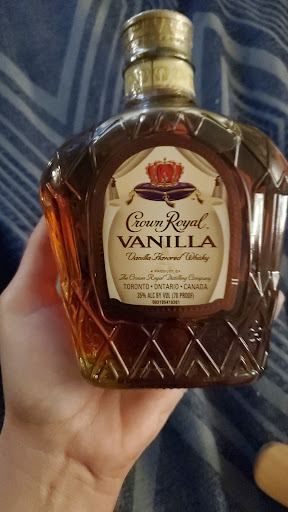 Crown Royal
VANILLA
Vanilla Flavored Whisky
A PRODUCT OF
The Crown Royal Distilling Company
TORONTO • ONTARIO • CANADA
35% ALC BY VOL (70 PROOF)